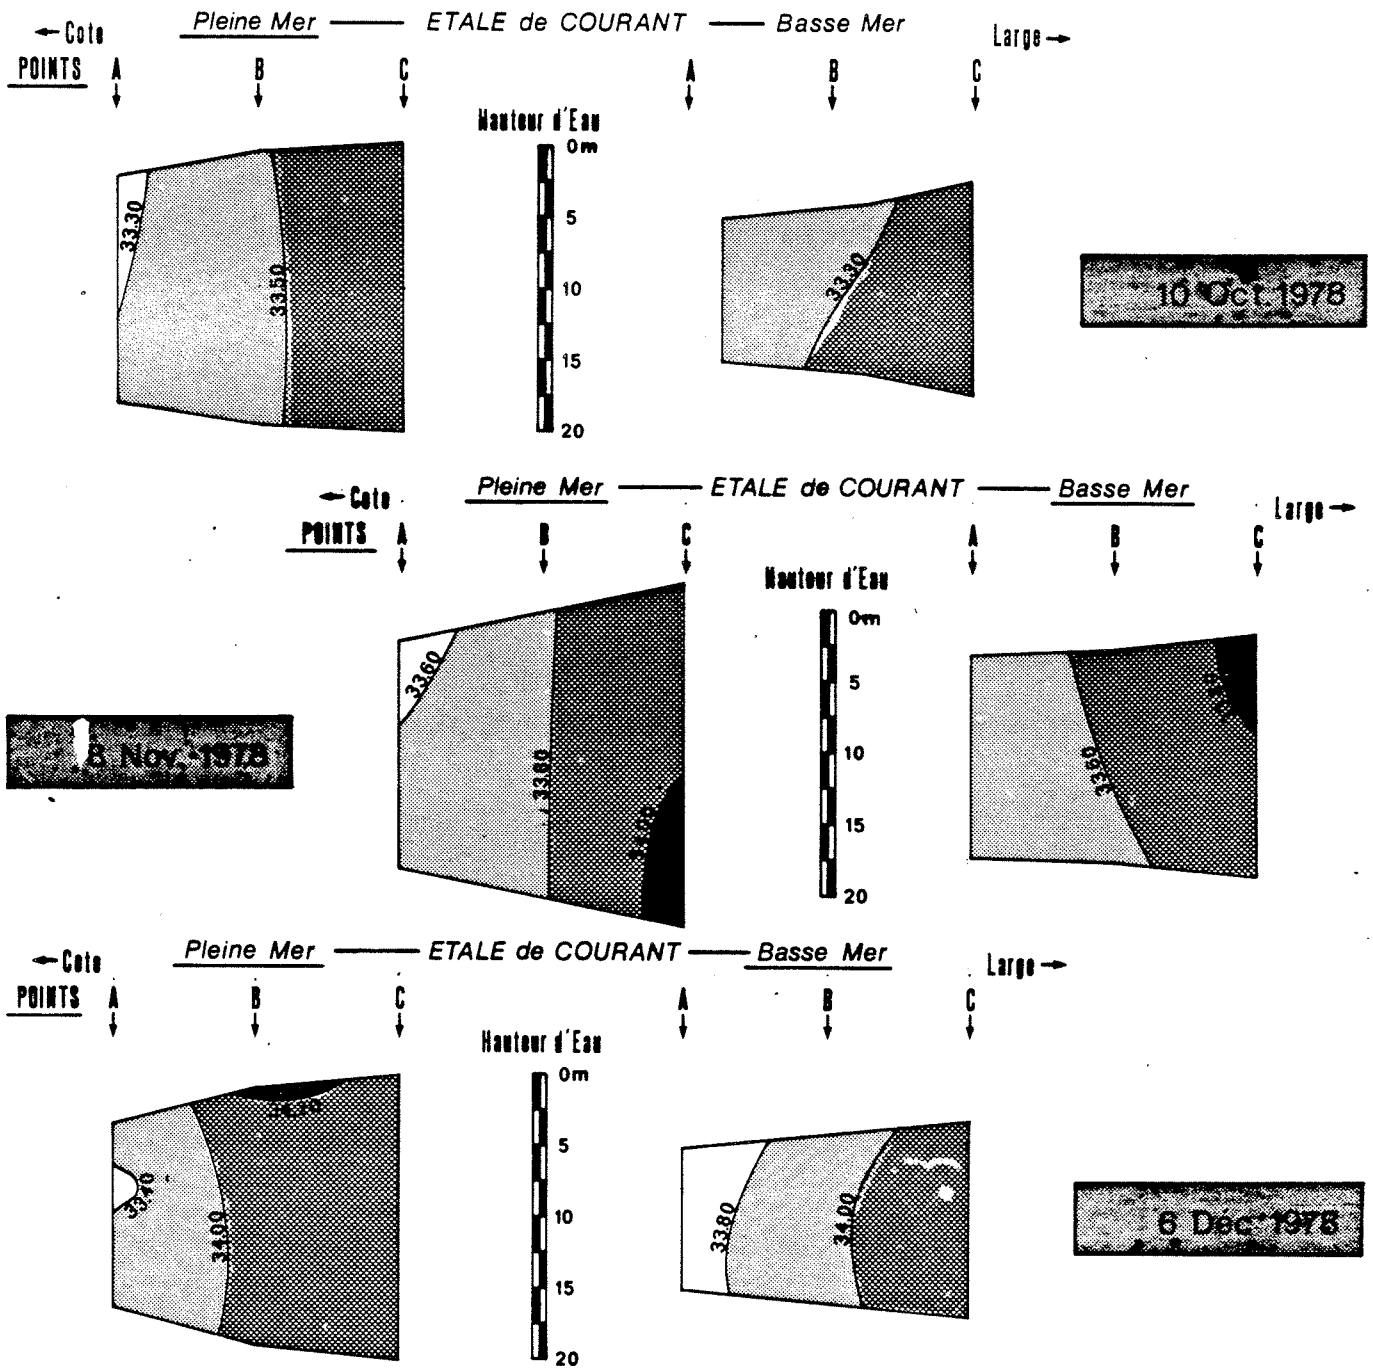 Pleine Mer — ETALE de COURANT — Basse Mer
← Cote Large →
POINTS A B C A B C
Hauteur d'Eau
0m
5
10
15
20
33.30
33.50
33.30
10 Oct. 1978
Pleine Mer — ETALE de COURANT — Basse Mer
← Cote Large →
POINTS A B C A B C
Hauteur d'Eau
0m
5
10
15
20
33.60
33.80
34.00
8 Nov. 1978
Pleine Mer — ETALE de COURANT — Basse Mer
← Cote Large →
POINTS A B C A B C
Hauteur d'Eau
0m
5
10
15
20
33.40
34.00
33.80
34.00
6 Déc 1978